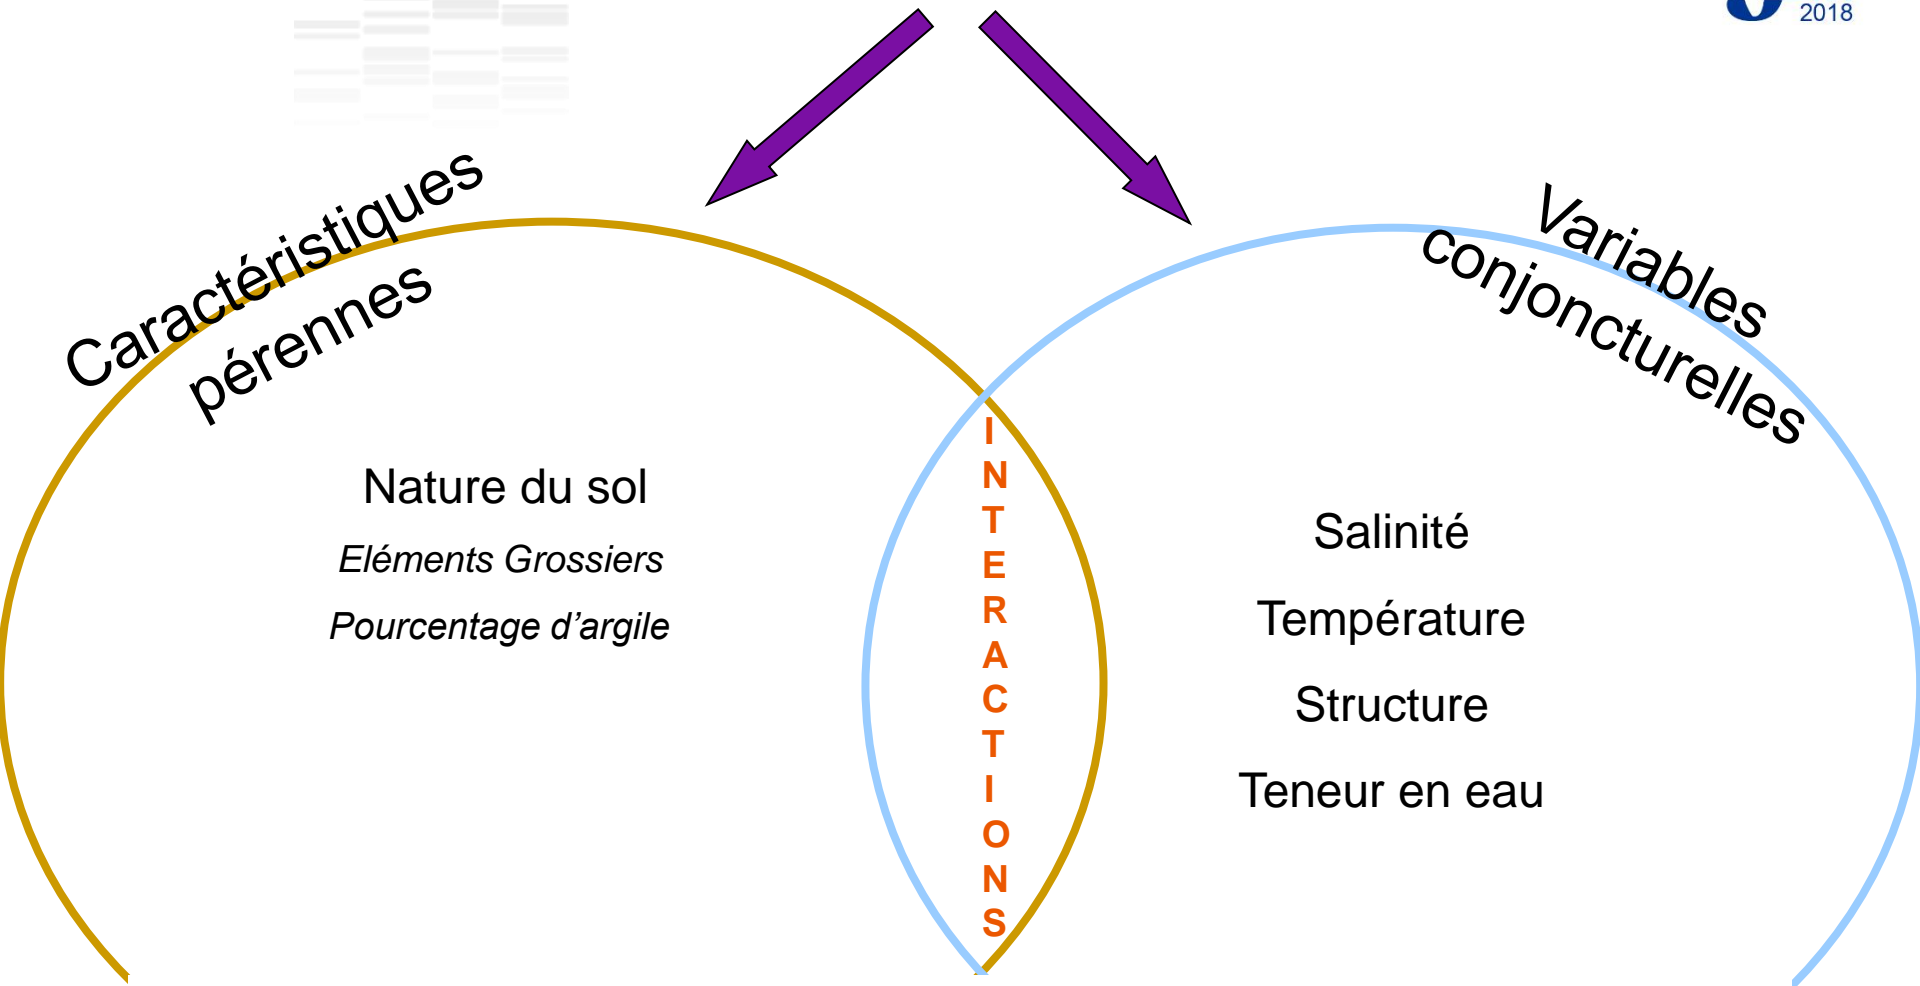 2018
Caractéristiques
pérennes
Variables
conjoncturelles
Nature du sol
Eléments Grossiers
Pourcentage d’argile
INTERACTIONS
Salinité
Température
Structure
Teneur en eau